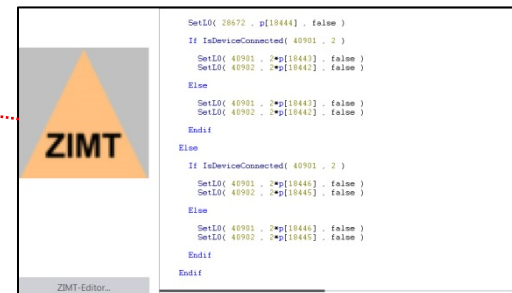 ZIMT
ZIMT-Editor...
SetL0( 28672 , p[18444] , false )
If IsDeviceConnected( 40901 , 2 )
SetL0( 40901 , 2*p[18443] , false )
SetL0( 40902 , 2*p[18442] , false )
Else
SetL0( 40901 , 2*p[18443] , false )
SetL0( 40902 , 2*p[18442] , false )
Endif
Else
If IsDeviceConnected( 40901 , 2 )
SetL0( 40901 , 2*p[18446] , false )
SetL0( 40902 , 2*p[18445] , false )
Else
SetL0( 40901 , 2*p[18446] , false )
SetL0( 40902 , 2*p[18445] , false )
Endif
Endif